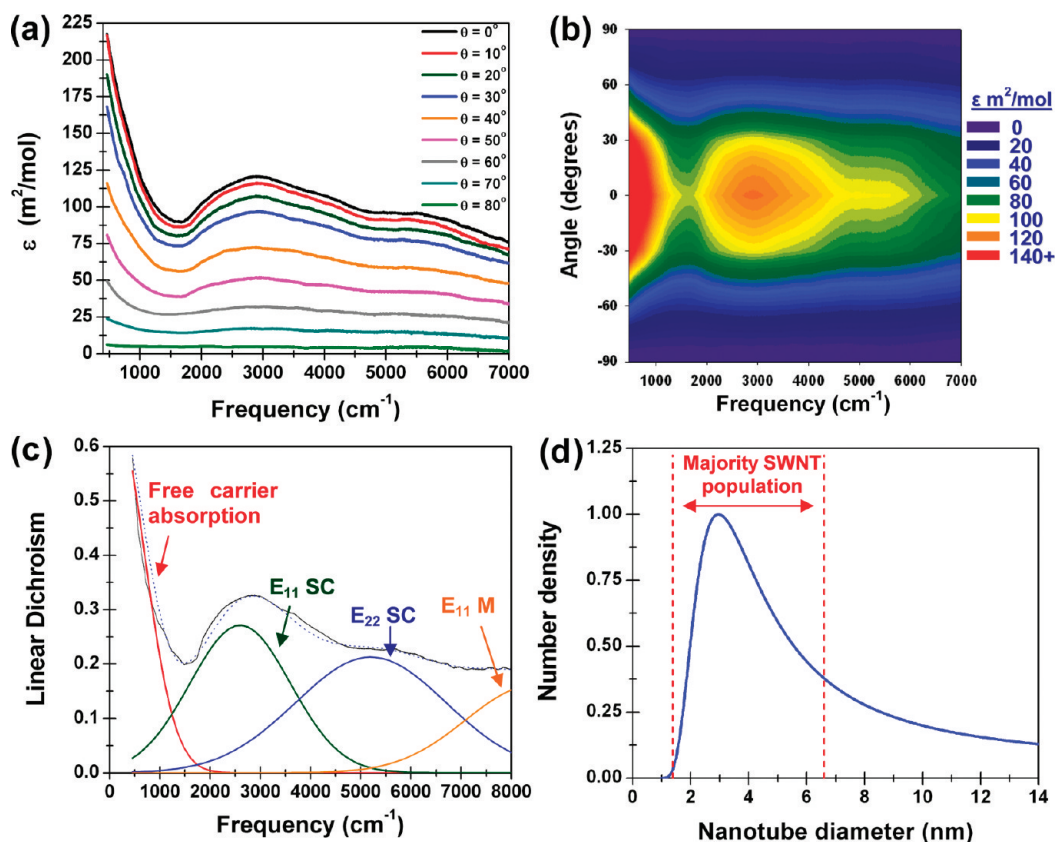 (a)
225
200
175
150
125
100
75
50
25
0
ε (m²/mol)
θ = 0°
θ = 10°
θ = 20°
θ = 30°
θ = 40°
θ = 50°
θ = 60°
θ = 70°
θ = 80°
1000 2000 3000 4000 5000 6000 7000
Frequency (cm⁻¹)
(b)
90
60
30
0
-30
-60
-90
Angle (degrees)
1000 2000 3000 4000 5000 6000 7000
Frequency (cm⁻¹)
ε m²/mol
0
20
40
60
80
100
120
140+
(c)
0.6
0.5
0.4
0.3
0.2
0.1
0.0
Linear Dichroism
Free carrier
absorption
E₁₁ SC
E₂₂ SC
E₁₁ M
0 1000 2000 3000 4000 5000 6000 7000 8000
Frequency (cm⁻¹)
(d)
1.25
1.00
0.75
0.50
0.25
0.00
Number density
Majority SWNT
population
0 2 4 6 8 10 12 14
Nanotube diameter (nm)